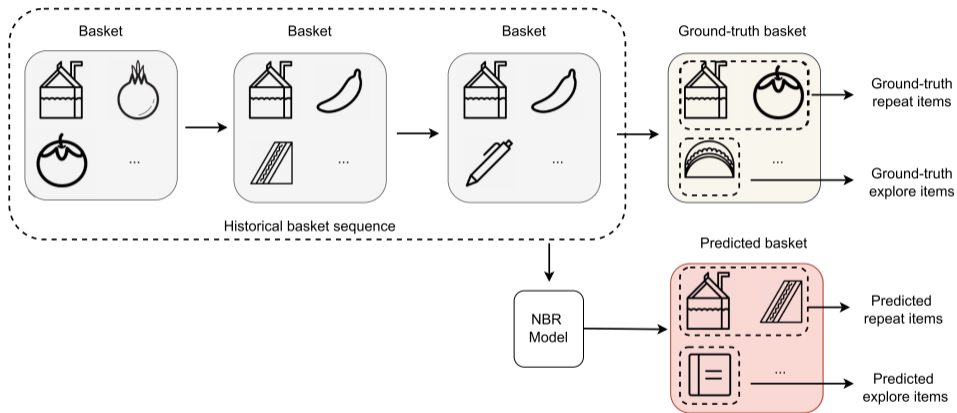 Basket
Basket
Basket
Ground-truth basket
Ground-truth
repeat items
...
...
...
...
Ground-truth
explore items
Historical basket sequence
Predicted basket
NBR
Model
Predicted
repeat items
...
Predicted
explore items